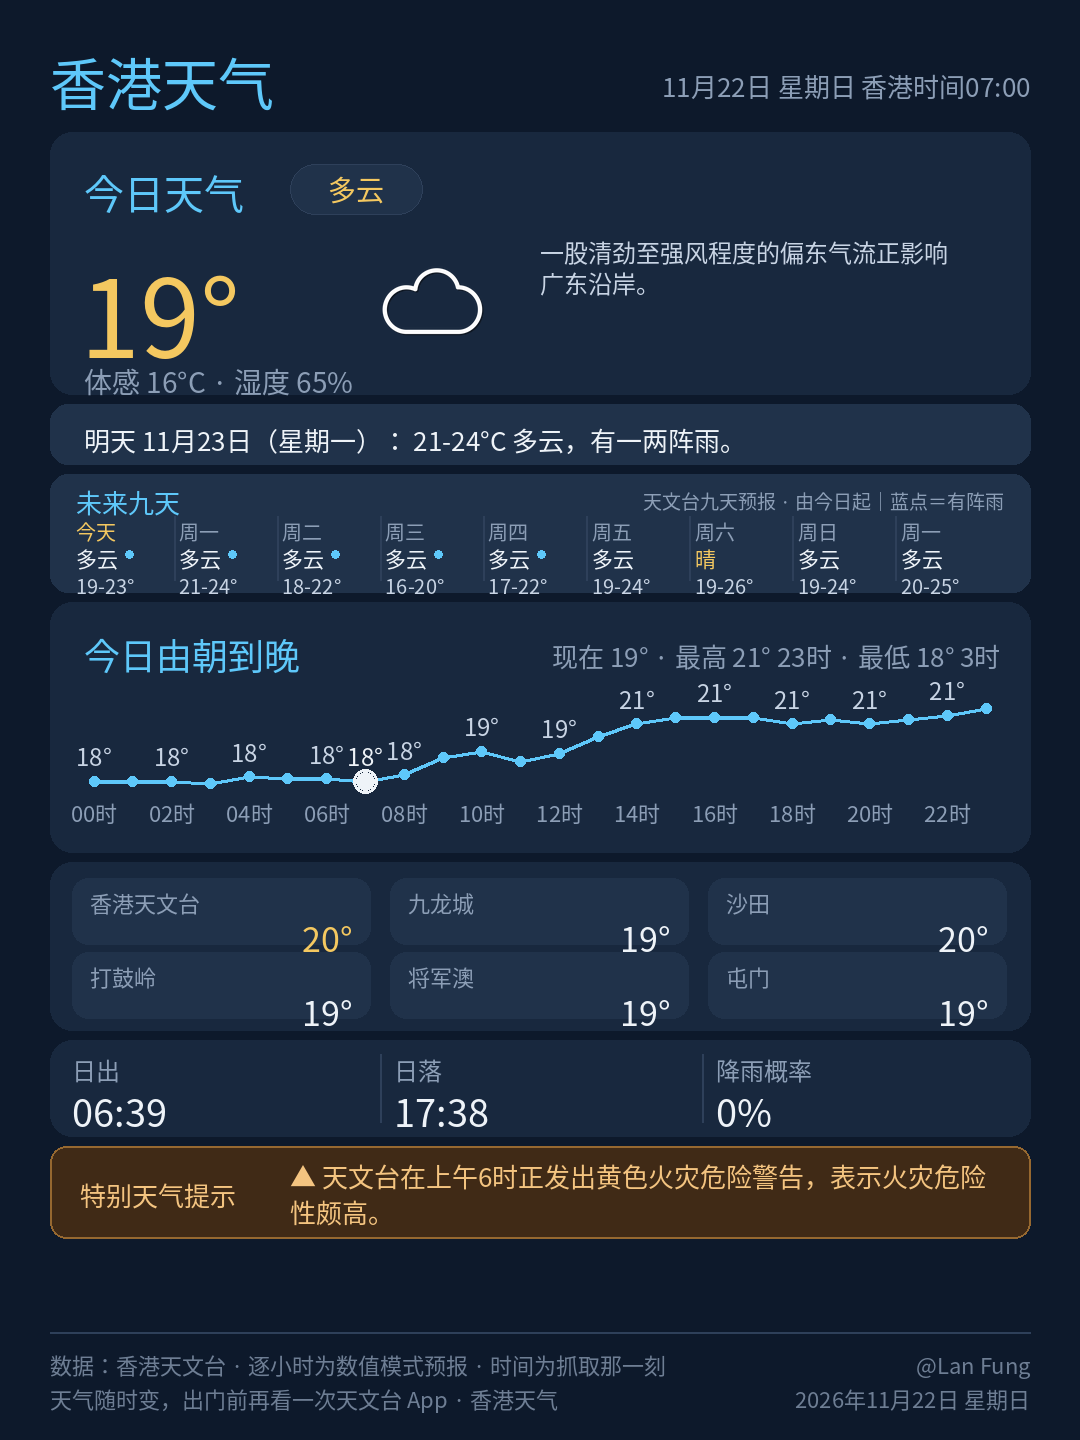 香港天气
11月22日 星期日 香港时间07:00
今日天气
多云
19°
一股清劲至强风程度的偏东气流正影响
广东沿岸。
体感 16°C · 湿度 65%
明天 11月23日（星期一）：21-24°C 多云，有一两阵雨。
未来九天
天文台九天预报 · 由今日起｜蓝点＝有阵雨
今天 周一 周二 周三 周四 周五 周六 周日 周一
多云 多云 多云 多云 多云 多云 晴 多云 多云
19-23° 21-24° 18-22° 16-20° 17-22° 19-24° 19-26° 19-24° 20-25°
今日由朝到晚
现在 19° · 最高 21° 23时 · 最低 18° 3时
18° 18° 18° 18° 18° 18° 19° 19° 21° 21° 21° 21° 21°
00时 02时 04时 06时 08时 10时 12时 14时 16时 18时 20时 22时
香港天文台 九龙城 沙田
20° 19° 20°
打鼓岭 将军澳 屯门
19° 19° 19°
日出 日落 降雨概率
06:39 17:38 0%
特别天气提示
▲ 天文台在上午6时正发出黄色火灾危险警告，表示火灾危险
性颇高。
数据：香港天文台 · 逐小时为数值模式预报 · 时间为抓取那一刻
@Lan Fung
天气随时变，出门前再看一次天文台 App · 香港天气
2026年11月22日 星期日